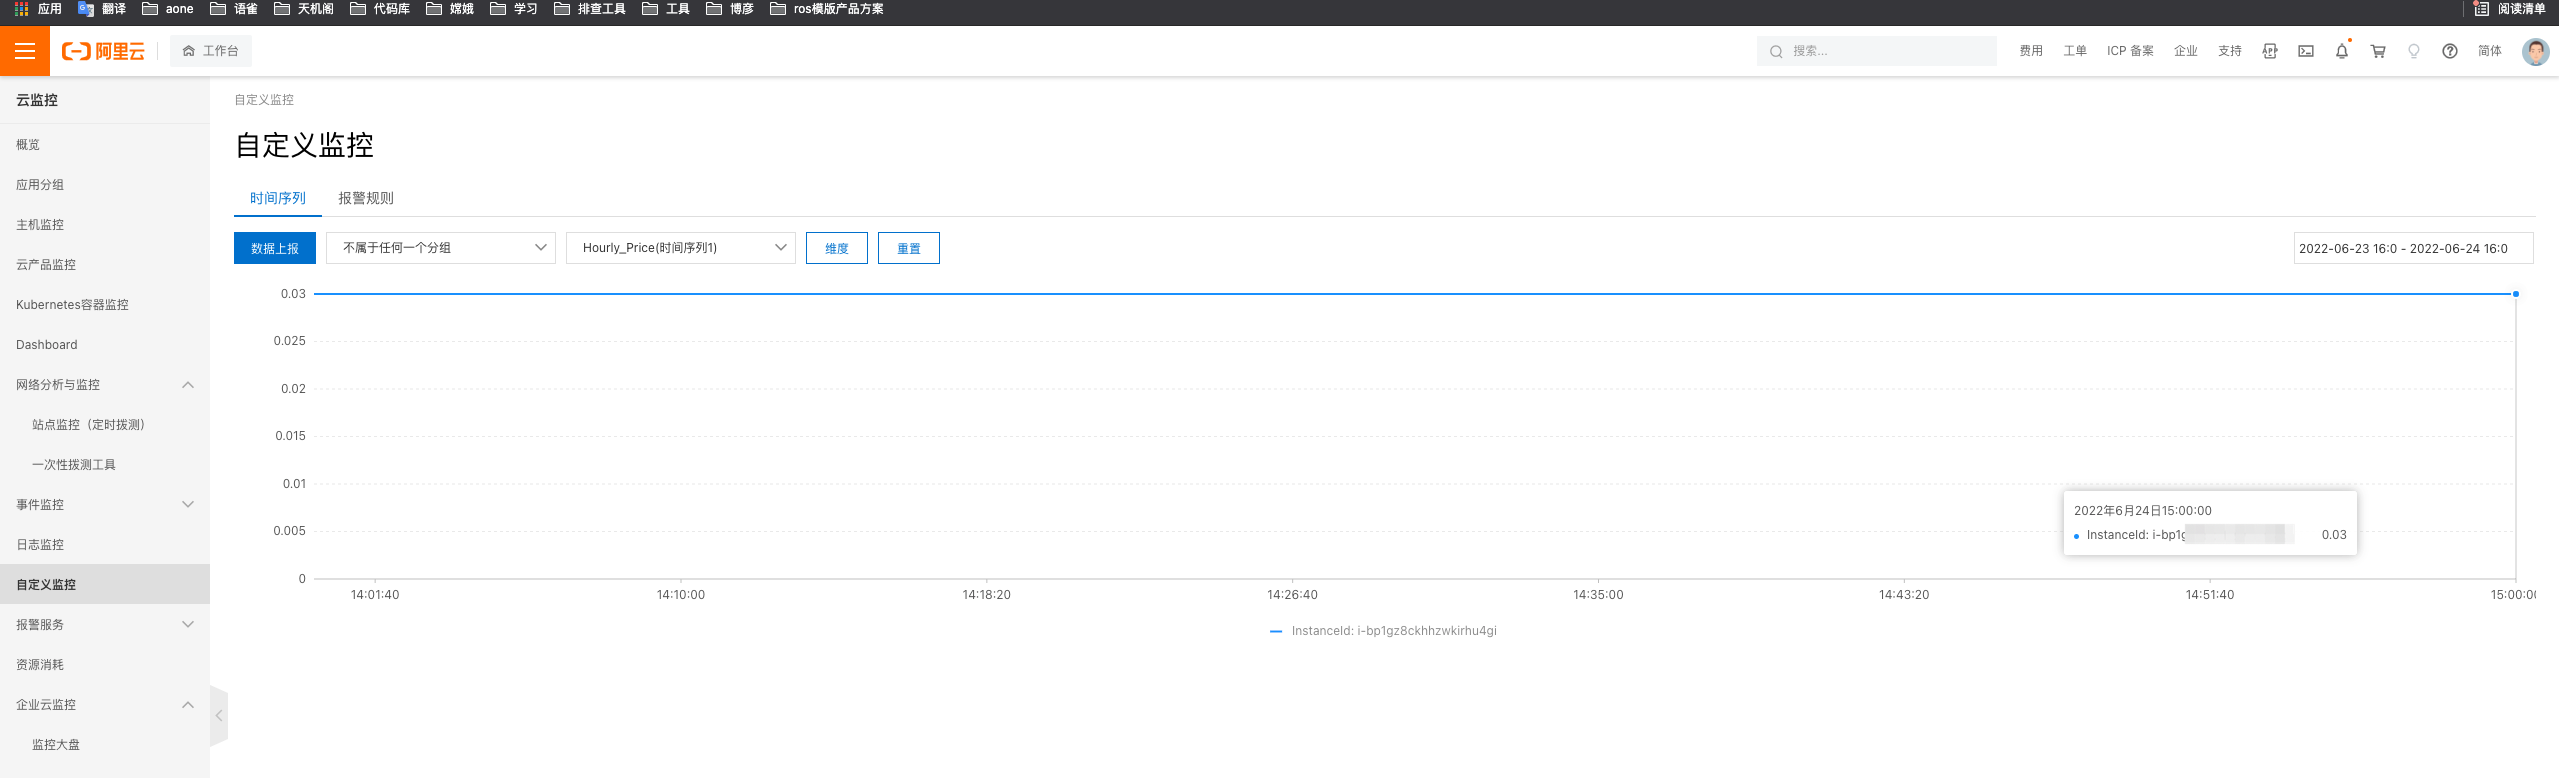 应用 翻译 aone 语雀 天机阁 代码库 嫦娥 学习 排查工具 工具 博彦 ros模版产品方案 阅读清单
阿里云 工作台 搜索... 费用 工单 ICP 备案 企业 支持 简体
云监控
概览
应用分组
主机监控
云产品监控
Kubernetes容器监控
Dashboard
网络分析与监控
站点监控（定时拨测）
一次性拨测工具
事件监控
日志监控
自定义监控
报警服务
资源消耗
企业云监控
监控大盘
自定义监控
自定义监控
时间序列 报警规则
数据上报 不属于任何一个分组 Hourly_Price(时间序列1) 维度 重置 2022-06-23 16:0 - 2022-06-24 16:0
0.03
0.025
0.02
0.015
0.01
0.005
0
14:01:40 14:10:00 14:18:20 14:26:40 14:35:00 14:43:20 14:51:40 15:00:00
2022年6月24日15:00:00
InstanceId: i-bp1g 0.03
InstanceId: i-bp1gz8ckhhzwkirhu4gi